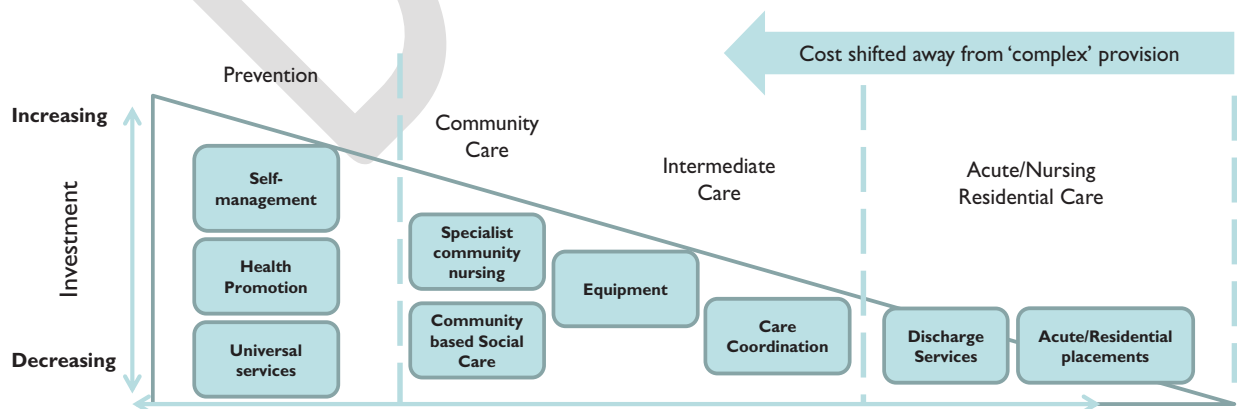 Cost shifted away from ‘complex’ provision
Prevention
Increasing
Community
Care
Intermediate
Care
Acute/Nursing
Residential Care
Investment
Self-
management
Health
Promotion
Universal
services
Specialist
community
nursing
Community
based Social
Care
Equipment
Care
Coordination
Discharge
Services
Acute/Residential
placements
Decreasing